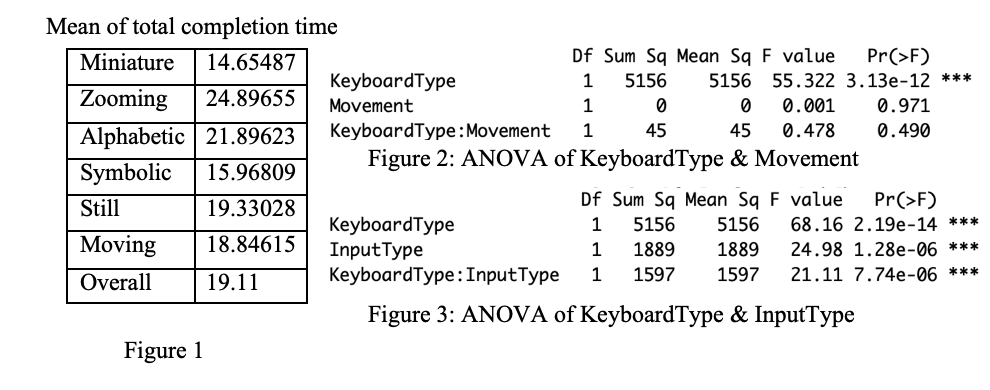 Mean of total completion time
Miniature 14.65487
Zooming 24.89655
Alphabetic 21.89623
Symbolic 15.96809
Still 19.33028
Moving 18.84615
Overall 19.11
Figure 1
Df Sum Sq Mean Sq F value Pr(>F)
KeyboardType 1 5156 5156 55.322 3.13e-12 ***
Movement 1 0 0 0.001 0.971
KeyboardType:Movement 1 45 45 0.478 0.490
Figure 2: ANOVA of KeyboardType & Movement
Df Sum Sq Mean Sq F value Pr(>F)
KeyboardType 1 5156 5156 68.16 2.19e-14 ***
InputType 1 1889 1889 24.98 1.28e-06 ***
KeyboardType:InputType 1 1597 1597 21.11 7.74e-06 ***
Figure 3: ANOVA of KeyboardType & InputType